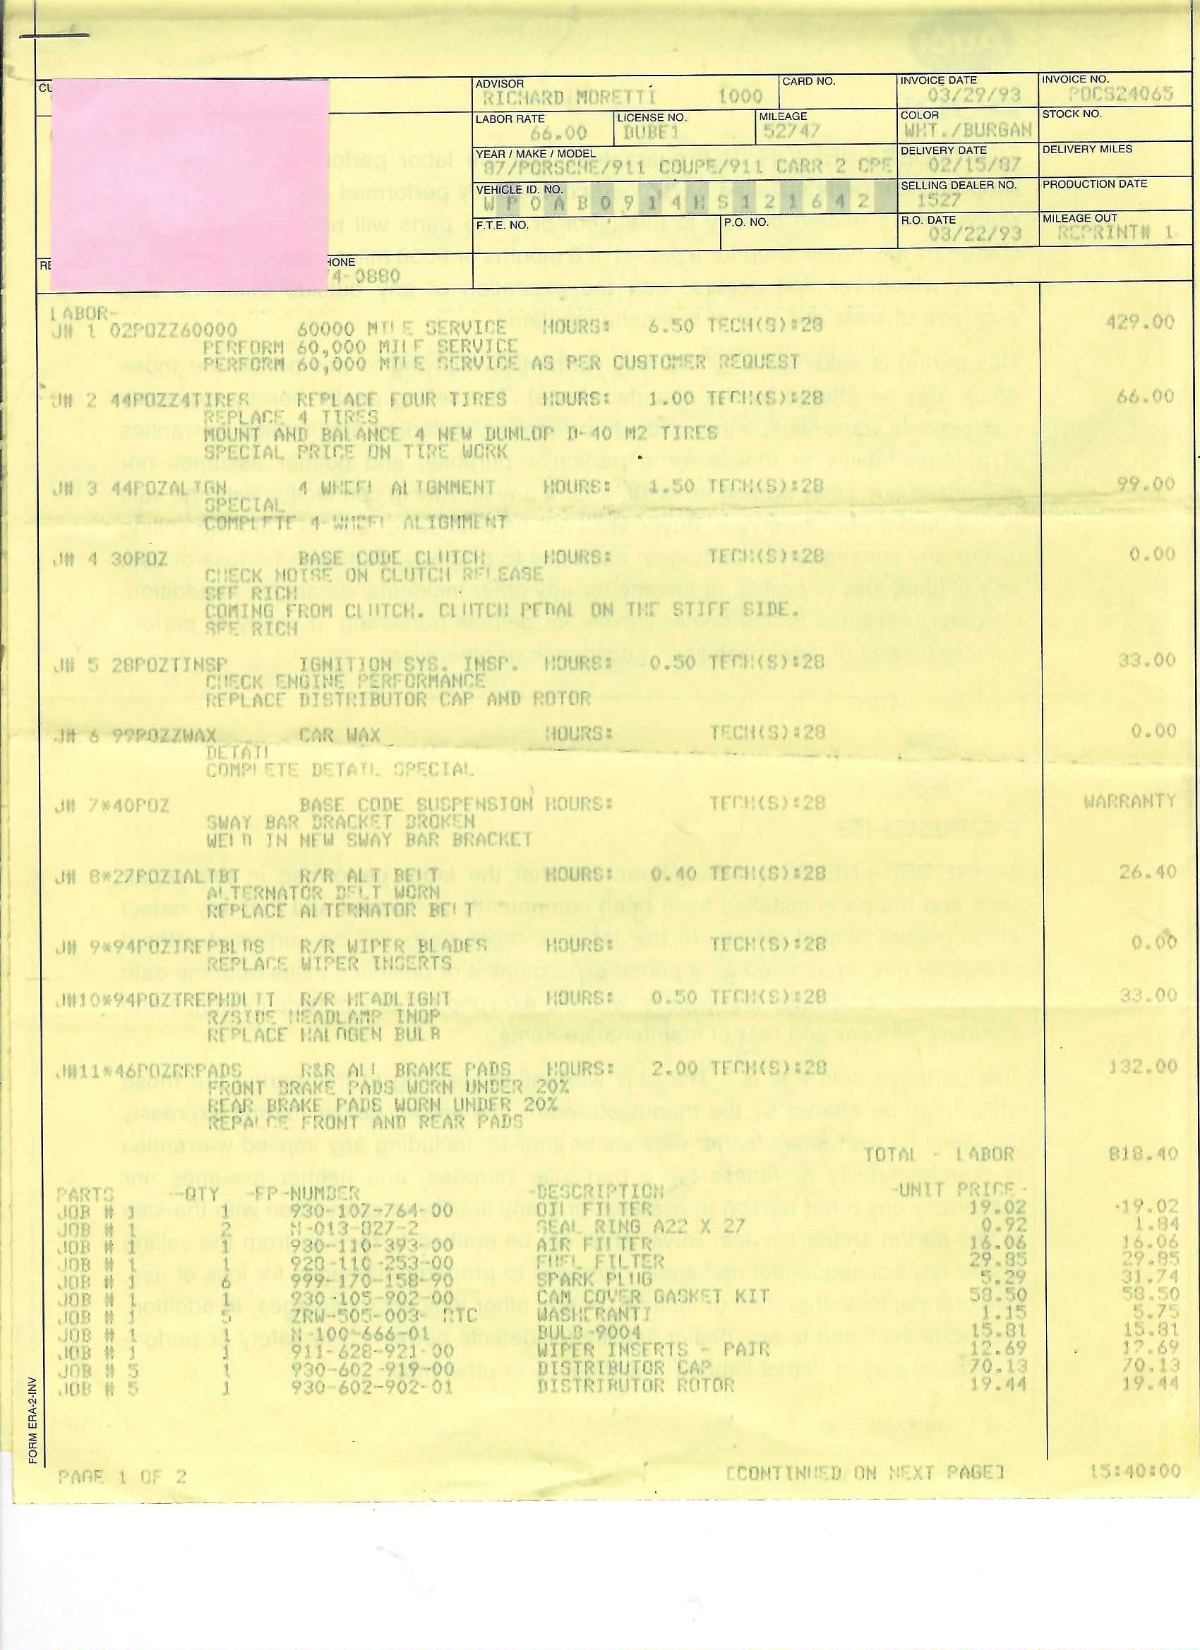 ADVISOR
RICHARD MORETTI 1000
CARD NO.
INVOICE DATE
03/29/93
INVOICE NO.
POCS24065
LABOR RATE
66.00
LICENSE NO.
DUBE1
MILEAGE
52747
COLOR
WHT./BURGAN
STOCK NO.
YEAR / MAKE / MODEL
87/PORSCHE/911 COUPE/911 CARR 2 CPE
DELIVERY DATE
02/15/87
DELIVERY MILES
VEHICLE ID. NO.
WP0AB0914HS121642
SELLING DEALER NO.
1527
PRODUCTION DATE
F.T.E. NO.
P.O. NO.
R.O. DATE
03/22/93
MILEAGE OUT
REPRINT# 1
HONE
4-0880
LABOR-
J# 1 02POZZ60000 60000 MILE SERVICE HOURS: 6.50 TECH(S):28 429.00
PERFORM 60,000 MILE SERVICE
PERFORM 60,000 MILE SERVICE AS PER CUSTOMER REQUEST
J# 2 44POZZ4TIRES REPLACE FOUR TIRES HOURS: 1.00 TECH(S):28 66.00
REPLACE 4 TIRES
MOUNT AND BALANCE 4 NEW DUNLOP D-40 M2 TIRES
SPECIAL PRICE ON TIRE WORK
J# 3 44POZALIGN 4 WHEEL ALIGNMENT HOURS: 1.50 TECH(S):28 99.00
SPECIAL
COMPLETE 4 WHEEL ALIGHMENT
J# 4 30POZ BASE CODE CLUTCH HOURS: TECH(S):28 0.00
CHECK NOISE ON CLUTCH RELEASE
SEE RICH
COMING FROM CLUTCH. CLUTCH PEDAL ON THE STIFF SIDE.
SEE RICH
J# 5 28POZTINSP IGNITION SYS. INSP. HOURS: 0.50 TECH(S):28 33.00
CHECK ENGINE PERFORMANCE
REPLACE DISTRIBUTOR CAP AND ROTOR
J# 6 99POZZWAX CAR WAX HOURS: TECH(S):28 0.00
DETAIL
COMPLETE DETAIL SPECIAL
J# 7*40POZ BASE CODE SUSPENSION HOURS: TECH(S):28 WARRANTY
SWAY BAR BRACKET BROKEN
WELD IN NEW SWAY BAR BRACKET
J# 8*27POZIALTBT R/R ALT BELT HOURS: 0.40 TECH(S):28 26.40
ALTERNATOR BELT WORN
REPLACE ALTERNATOR BELT
J# 9*94POZIREPBLDS R/R WIPER BLADES HOURS: TECH(S):28 0.00
REPLACE WIPER INSERTS
J#10*94POZTREPHDLIT R/R HEADLIGHT HOURS: 0.50 TECH(S):28 33.00
R/SIDE HEADLAMP INOP
REPLACE HALOGEN BULB
J#11*46POZRRPADS R&R ALL BRAKE PADS HOURS: 2.00 TECH(S):28 132.00
FRONT BRAKE PADS WORN UNDER 20%
REAR BRAKE PADS WORN UNDER 20%
REPALCE FRONT AND REAR PADS
TOTAL - LABOR 818.40
PARTS --QTY -FP-NUMBER -DESCRIPTION -UNIT PRICE-
JOB # 1 1 930-107-764-00 OIL FILTER 19.02 19.02
JOB # 1 2 N-013-827-2 SEAL RING A22 X 27 0.92 1.84
JOB # 1 1 930-110-393-00 AIR FILTER 16.06 16.06
JOB # 1 1 928-110-253-00 FUEL FILTER 29.85 29.85
JOB # 1 6 999-170-158-90 SPARK PLUG 5.29 31.74
JOB # 1 1 930-105-902-00 CAM COVER GASKET KIT 58.50 58.50
JOB # 1 5 ZRW-505-003-RTC WASHERANTI 1.15 5.75
JOB # 1 1 N-100-666-01 BULB-9004 15.81 15.81
JOB # 1 1 911-628-921-00 WIPER INSERTS - PAIR 12.69 12.69
JOB # 5 1 930-602-919-00 DISTRIBUTOR CAP 70.13 70.13
JOB # 5 1 930-602-902-01 DISTRIBUTOR ROTOR 19.44 19.44
FORM ERA-2-INV
PAGE 1 OF 2 [CONTINUED ON NEXT PAGE] 15:40:00